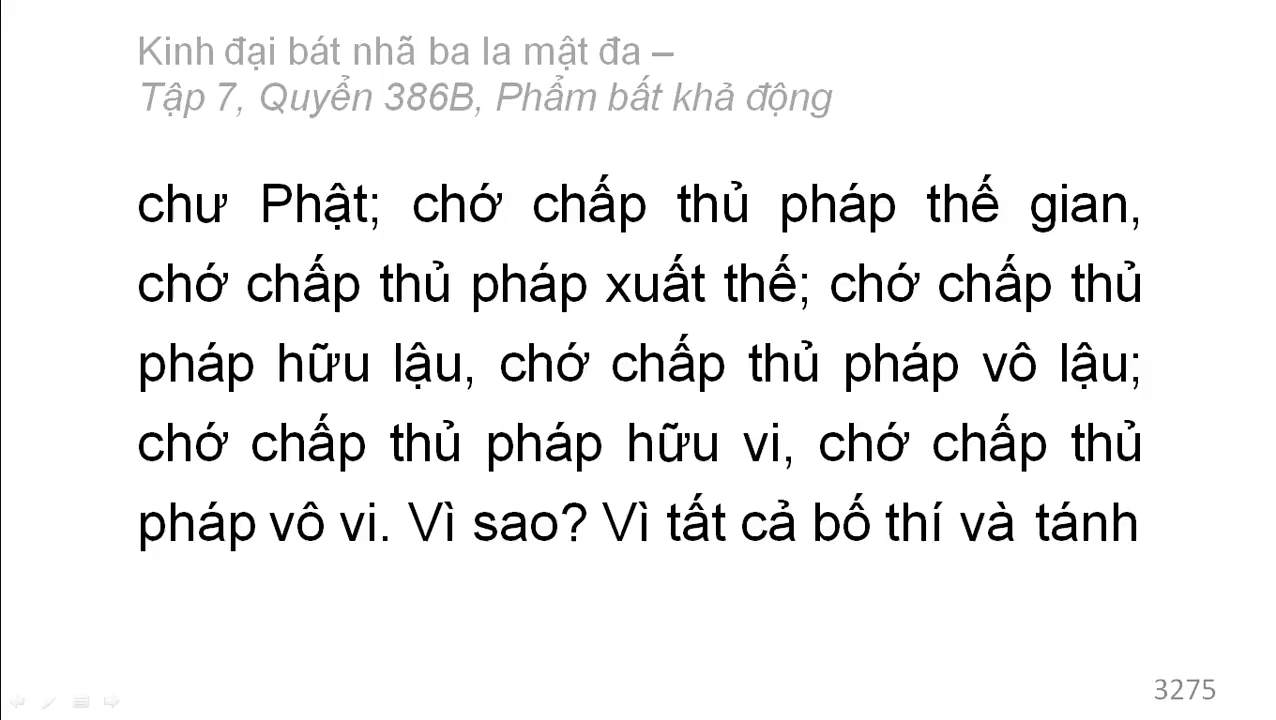 Kinh đại bát nhã ba la mật đa –
Tập 7, Quyển 386B, Phẩm bất khả động
chư Phật; chớ chấp thủ pháp thế gian,
chớ chấp thủ pháp xuất thế; chớ chấp thủ
pháp hữu lậu, chớ chấp thủ pháp vô lậu;
chớ chấp thủ pháp hữu vi, chớ chấp thủ
pháp vô vi. Vì sao? Vì tất cả bố thí và tánh
3275